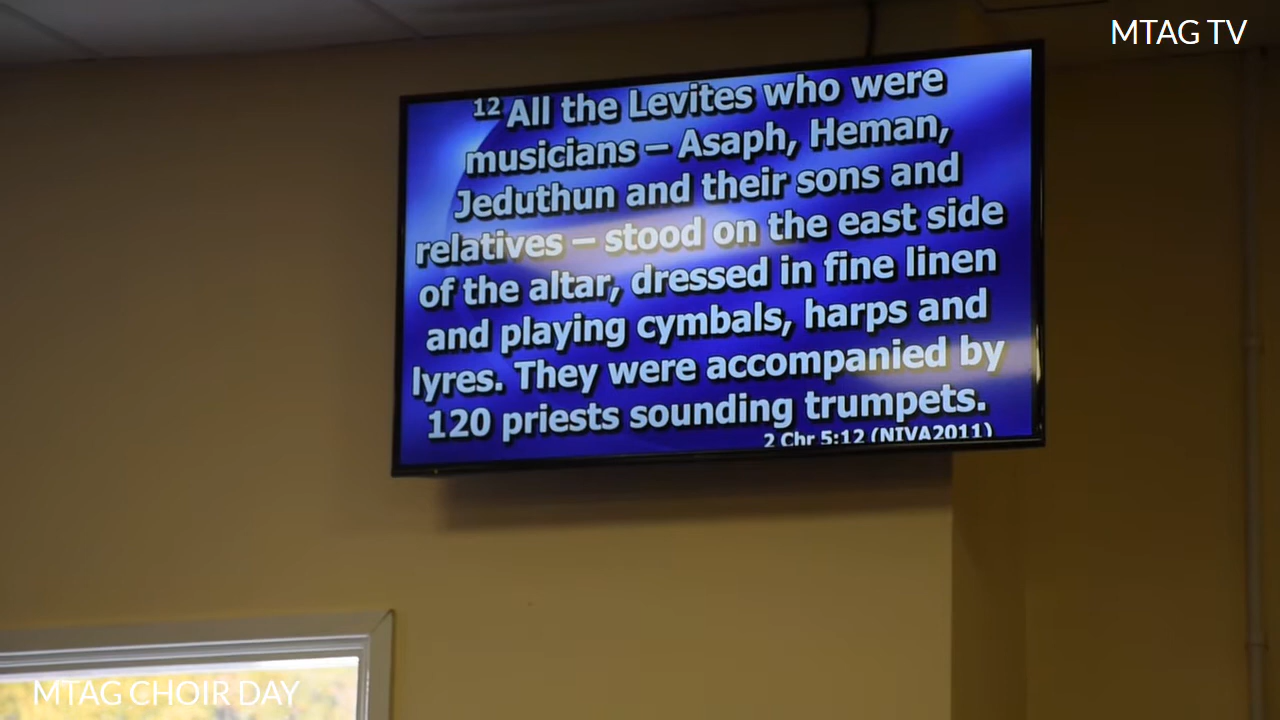 MTAG TV
12 All the Levites who were
musicians – Asaph, Heman,
Jeduthun and their sons and
relatives – stood on the east side
of the altar, dressed in fine linen
and playing cymbals, harps and
lyres. They were accompanied by
120 priests sounding trumpets.
2 Chr 5:12 (NIVA2011)
MTAG CHOIR DAY